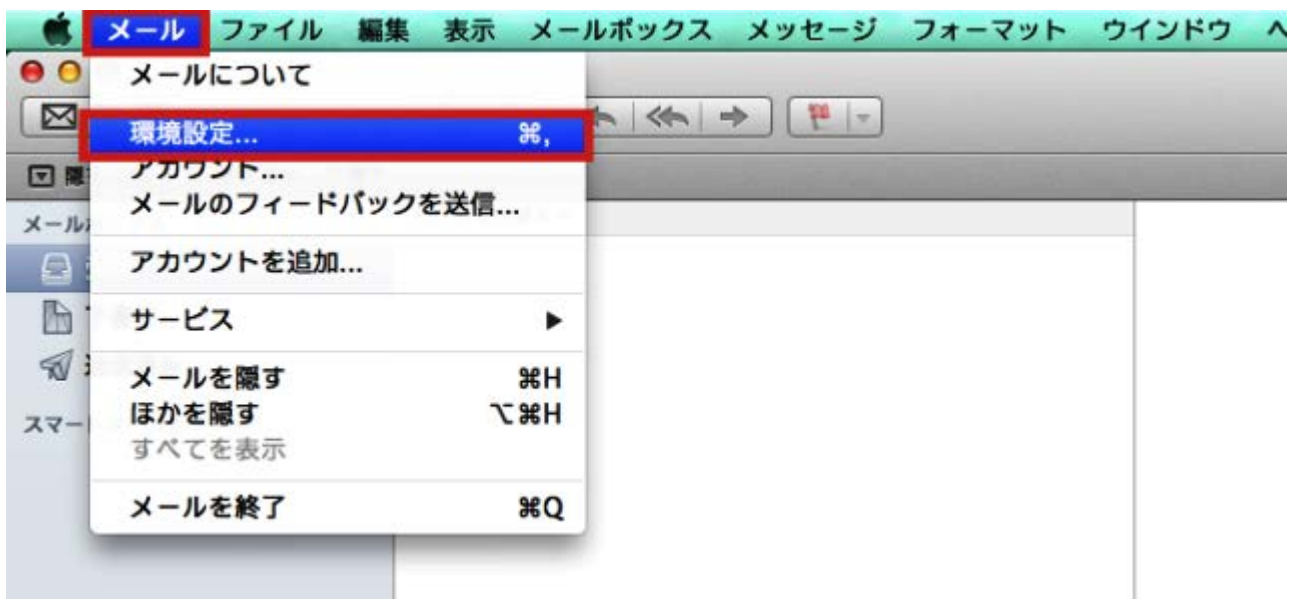 メール ファイル 編集 表示 メールボックス メッセージ フォーマット ウインドウ
メールについて
環境設定... ⌘,
アカウント...
メールのフィードバックを送信...
アカウントを追加...
サービス ▶
メールを隠す ⌘H
ほかを隠す ⌥⌘H
すべてを表示
メールを終了 ⌘Q